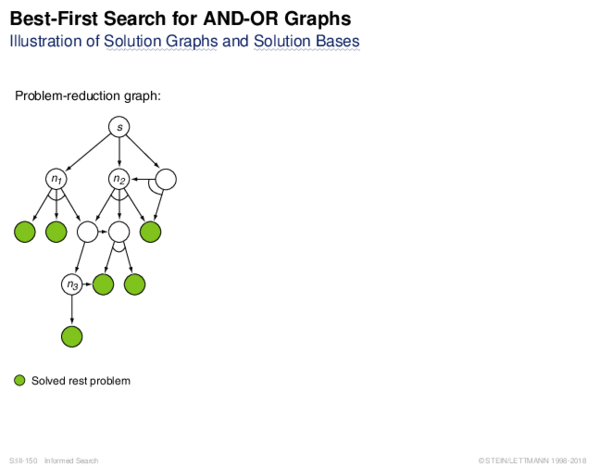 Best-First Search for AND-OR Graphs
Illustration of Solution Graphs and Solution Bases
Problem-reduction graph:
s
n1
n2
n3
Solved rest problem
S:III-150 Informed Search
© STEIN/LETTMANN 1998-2018